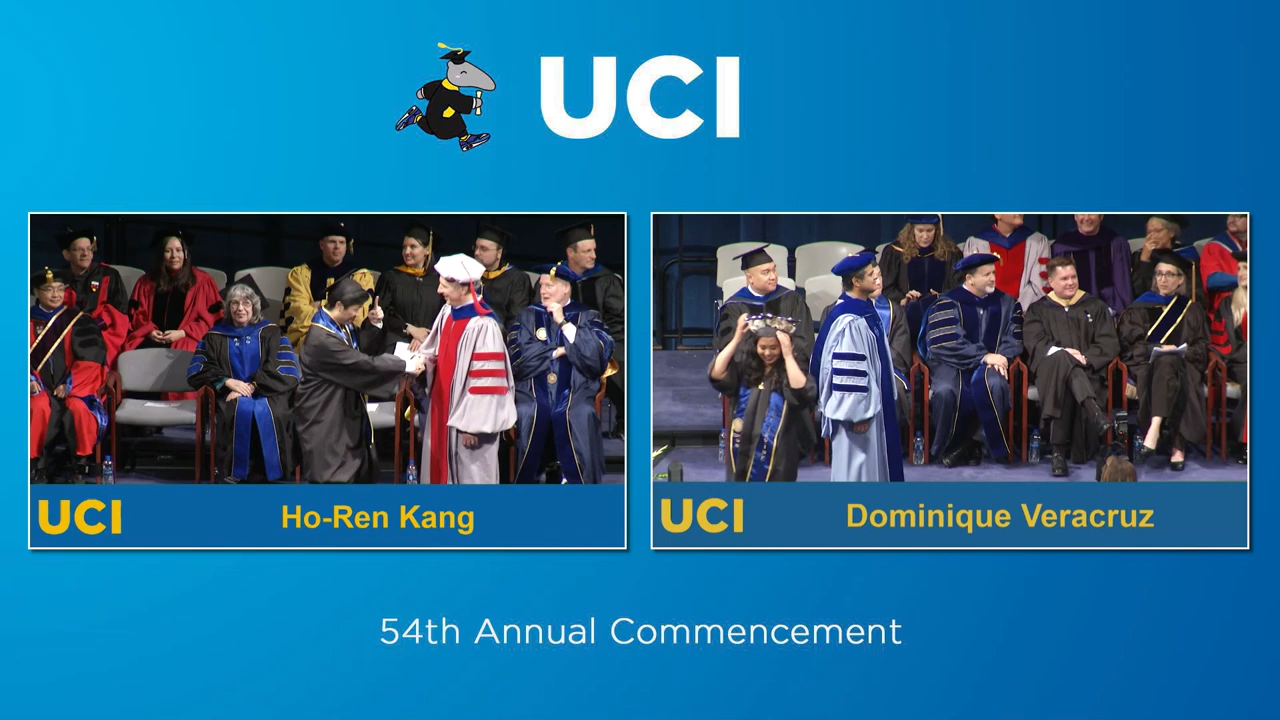 UCI
UCI
Ho-Ren Kang
UCI
Dominique Veracruz
54th Annual Commencement